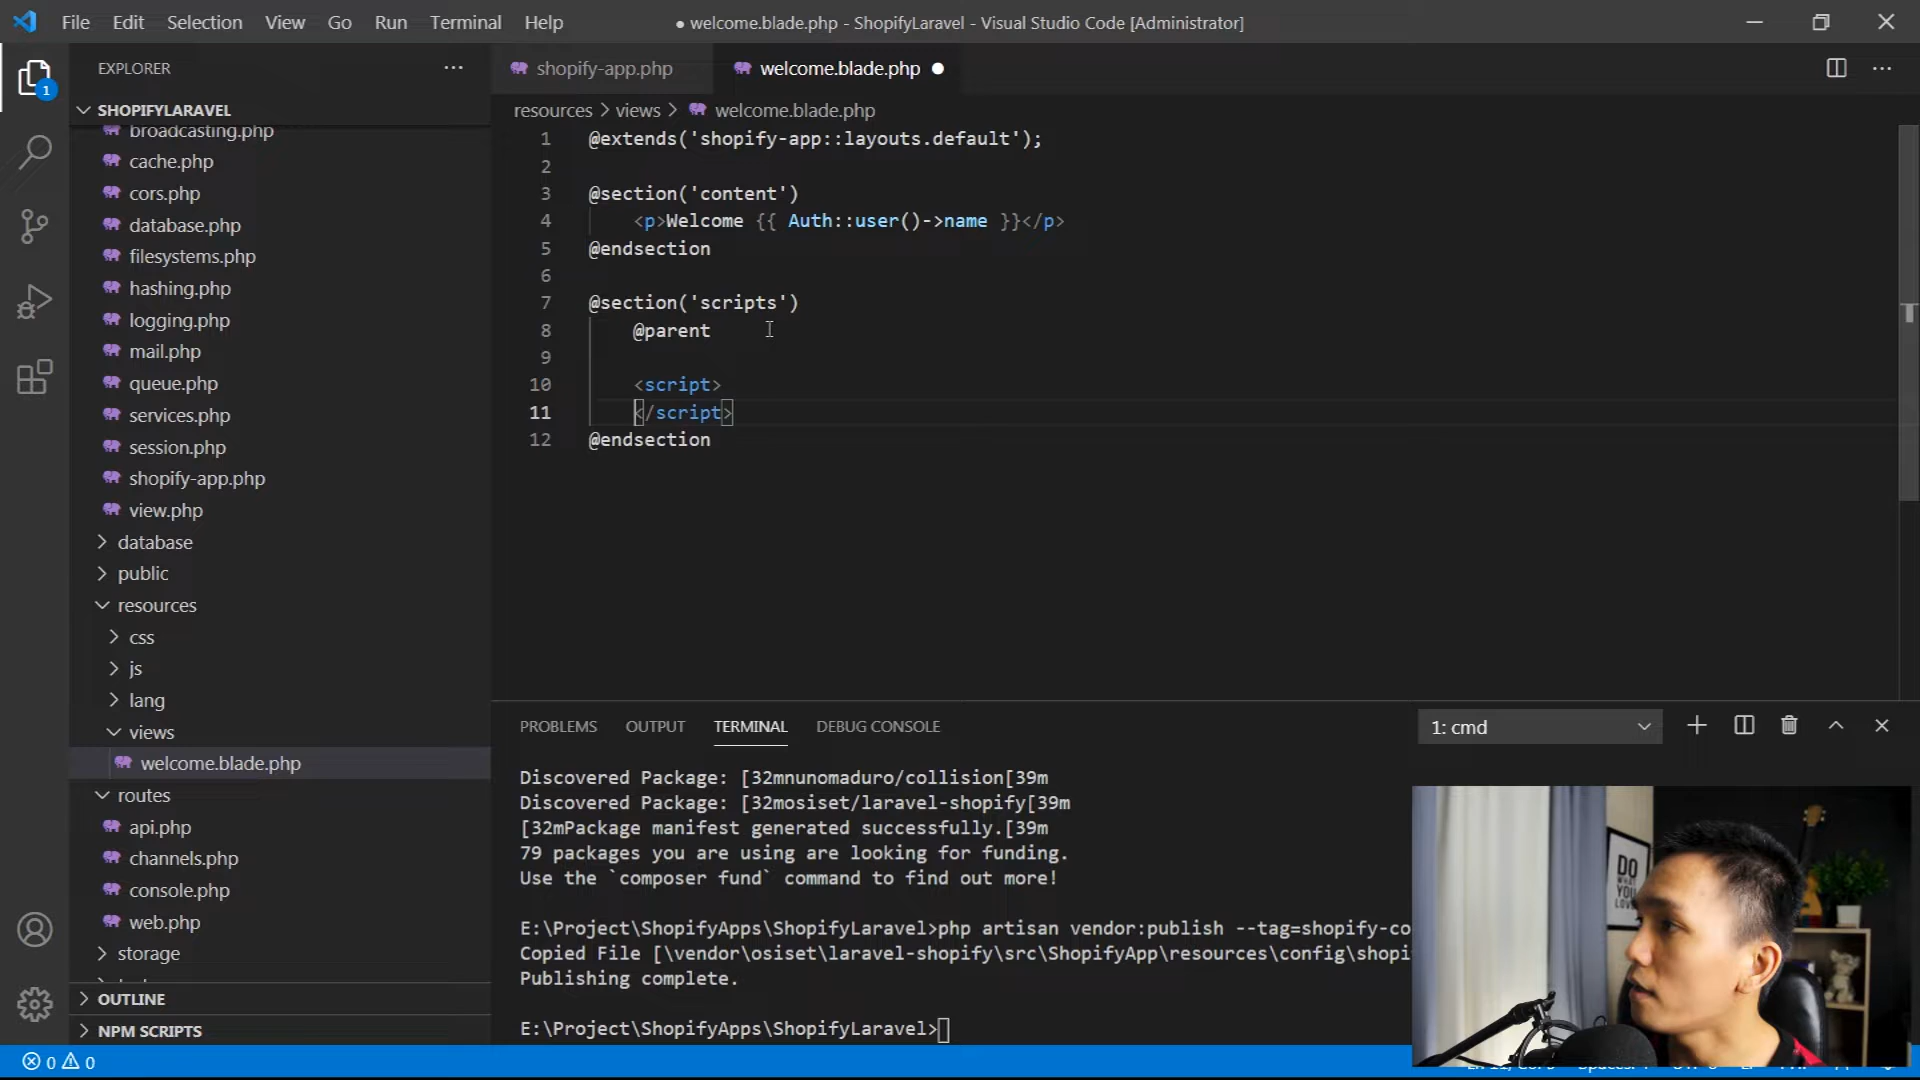 File Edit Selection View Go Run Terminal Help
● welcome.blade.php - ShopifyLaravel - Visual Studio Code [Administrator]
EXPLORER
SHOPIFYLARAVEL
broadcasting.php
cache.php
cors.php
database.php
filesystems.php
hashing.php
logging.php
mail.php
queue.php
services.php
session.php
shopify-app.php
view.php
database
public
resources
css
js
lang
views
welcome.blade.php
routes
api.php
channels.php
console.php
web.php
storage
OUTLINE
NPM SCRIPTS
1
shopify-app.php
welcome.blade.php
resources > views > welcome.blade.php
1 @extends('shopify-app::layouts.default');
2
3 @section('content')
4 <p>Welcome {{ Auth::user()->name }}</p>
5 @endsection
6
7 @section('scripts')
8 @parent
9
10 <script>
11 </script>
12 @endsection
PROBLEMS OUTPUT TERMINAL DEBUG CONSOLE
1: cmd
Discovered Package: [32mnunomaduro/collision[39m
Discovered Package: [32mosiset/laravel-shopify[39m
[32mPackage manifest generated successfully.[39m
79 packages you are using are looking for funding.
Use the `composer fund` command to find out more!
E:\Project\ShopifyApps\ShopifyLaravel>php artisan vendor:publish --tag=shopify-co
Copied File [\vendor\osiset\laravel-shopify\src\ShopifyApp\resources\config\shopi
Publishing complete.
E:\Project\ShopifyApps\ShopifyLaravel>
DO
WHAT
YOU
LOVE
0 0